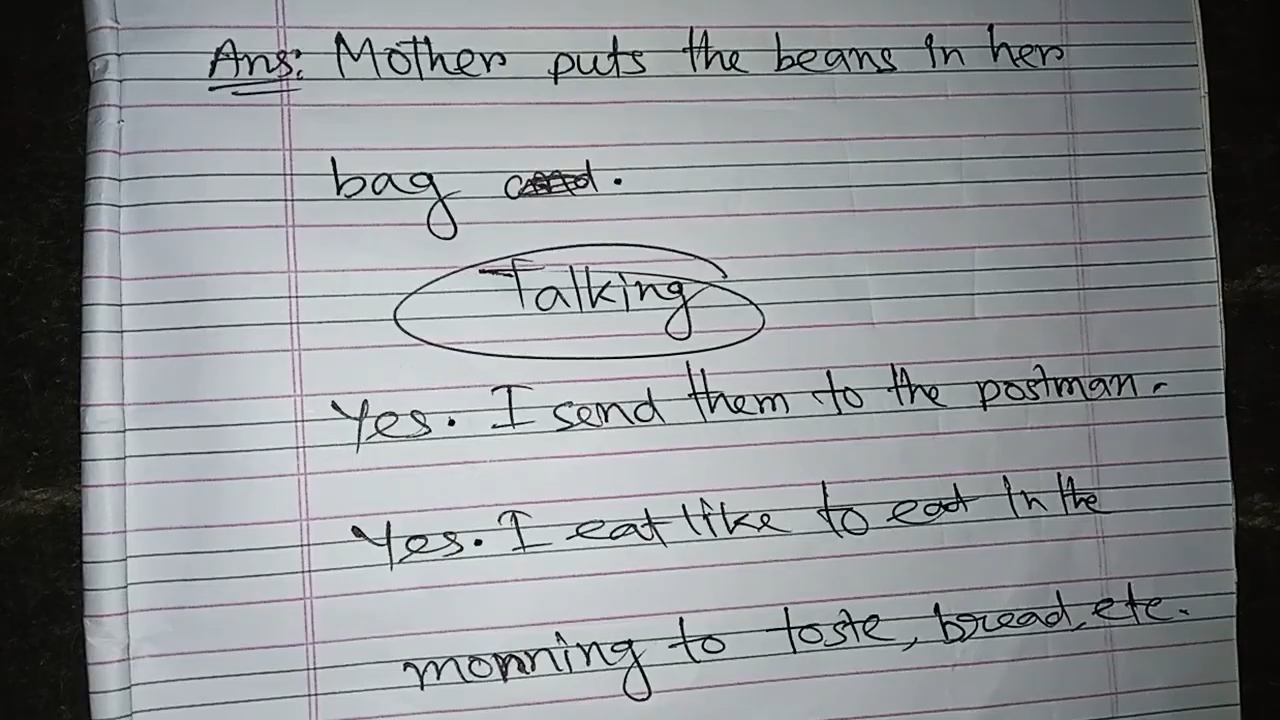 Ans: Mother puts the beans in her
bag .
Talking
Yes. I send them to the postman.
Yes. I eat like to eat in the
monning to toste, bread, etc.